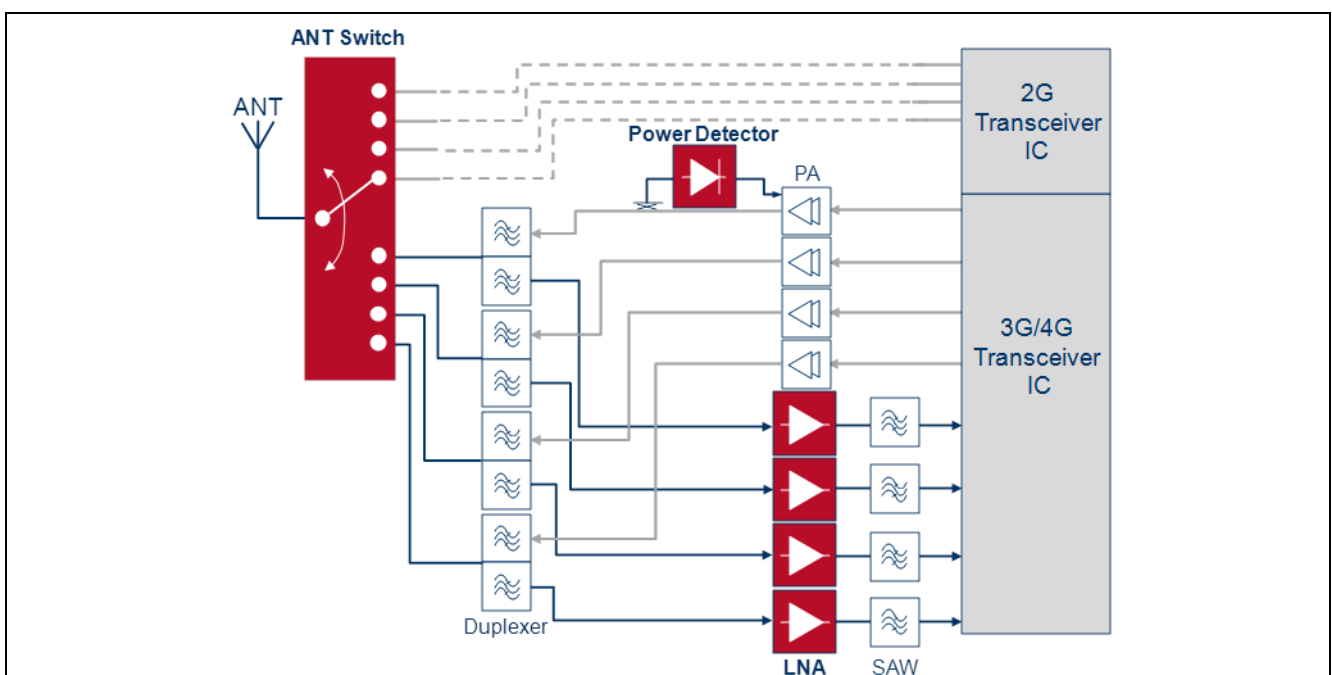 ANT Switch
ANT
2G
Transceiver
IC
Power Detector
PA
3G/4G
Transceiver
IC
Duplexer
LNA
SAW